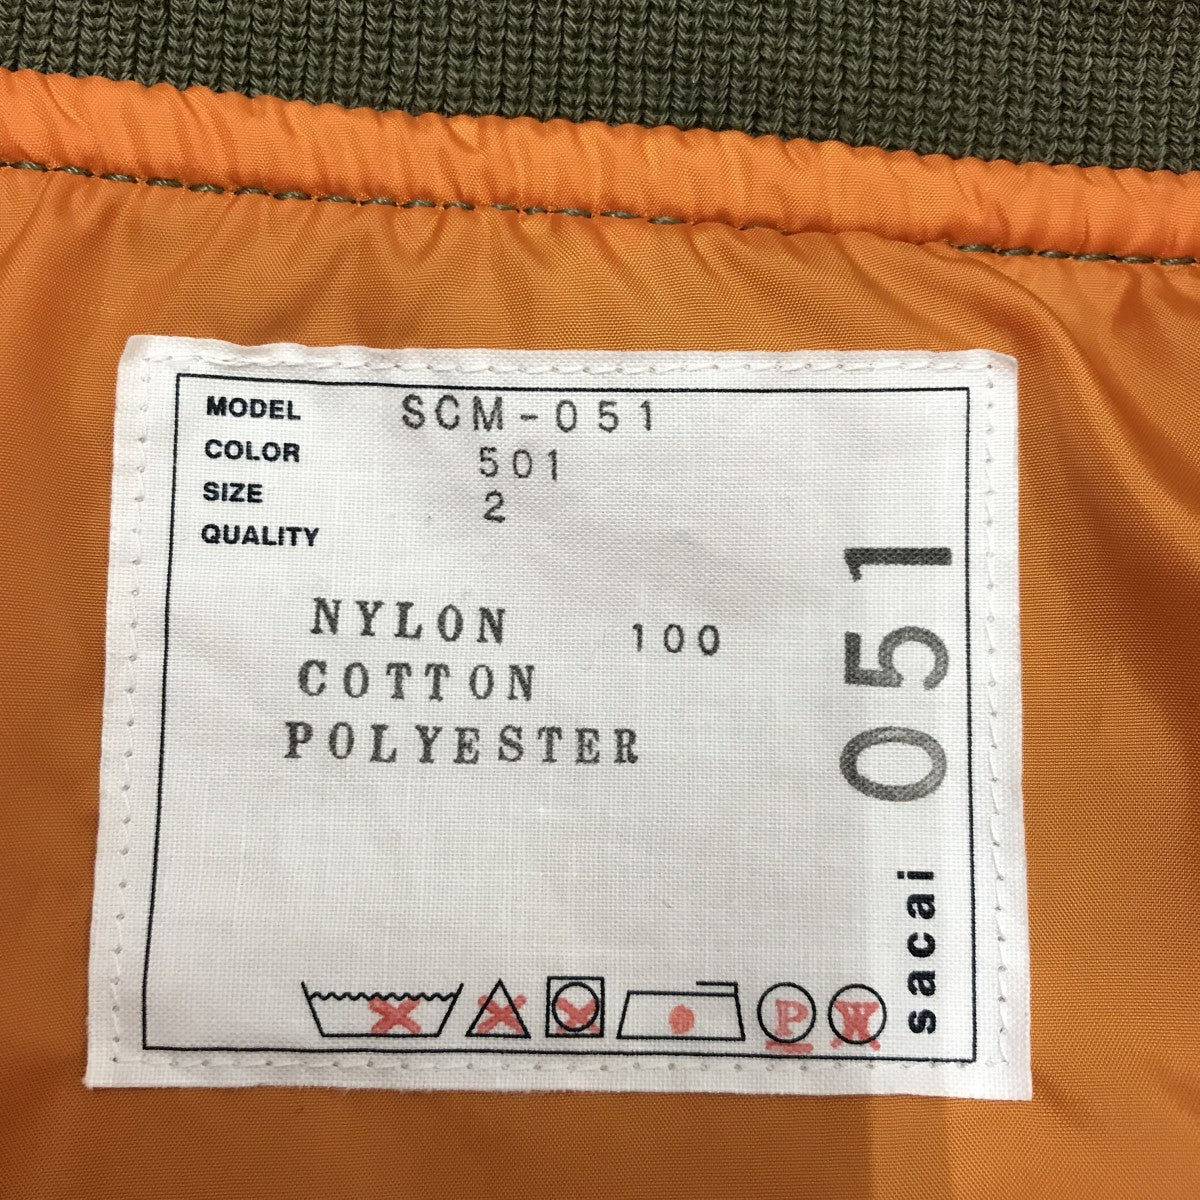 MODEL SCM-051
COLOR 501
SIZE 2
QUALITY
NYLON 100
COTTON
POLYESTER
051
sacai
P W